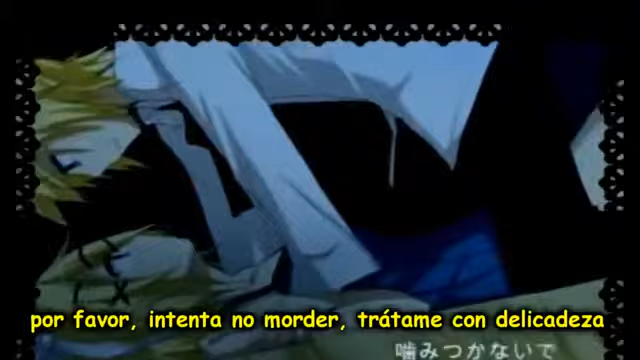 por favor, intenta no morder, trátame con delicadeza
噛みつかないで